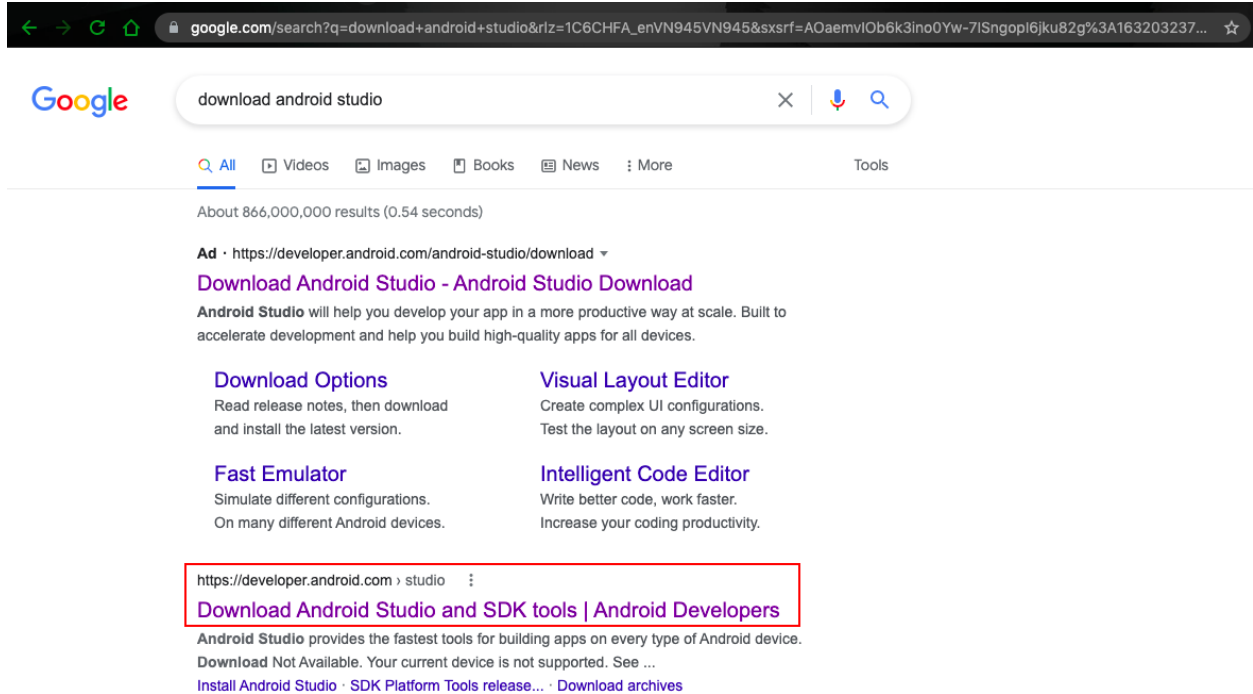 google.com/search?q=download+android+studio&rlz=1C6CHFA_enVN945VN945&sxsrf=AOaemvIOb6k3ino0Yw-7lSngopl6jku82g%3A163203237...
Google
download android studio
All Videos Images Books News More Tools
About 866,000,000 results (0.54 seconds)
Ad · https://developer.android.com/android-studio/download
Download Android Studio - Android Studio Download
Android Studio will help you develop your app in a more productive way at scale. Built to
accelerate development and help you build high-quality apps for all devices.
Download Options
Read release notes, then download
and install the latest version.
Visual Layout Editor
Create complex UI configurations.
Test the layout on any screen size.
Fast Emulator
Simulate different configurations.
On many different Android devices.
Intelligent Code Editor
Write better code, work faster.
Increase your coding productivity.
https://developer.android.com › studio
Download Android Studio and SDK tools | Android Developers
Android Studio provides the fastest tools for building apps on every type of Android device.
Download Not Available. Your current device is not supported. See ...
Install Android Studio · SDK Platform Tools release... · Download archives